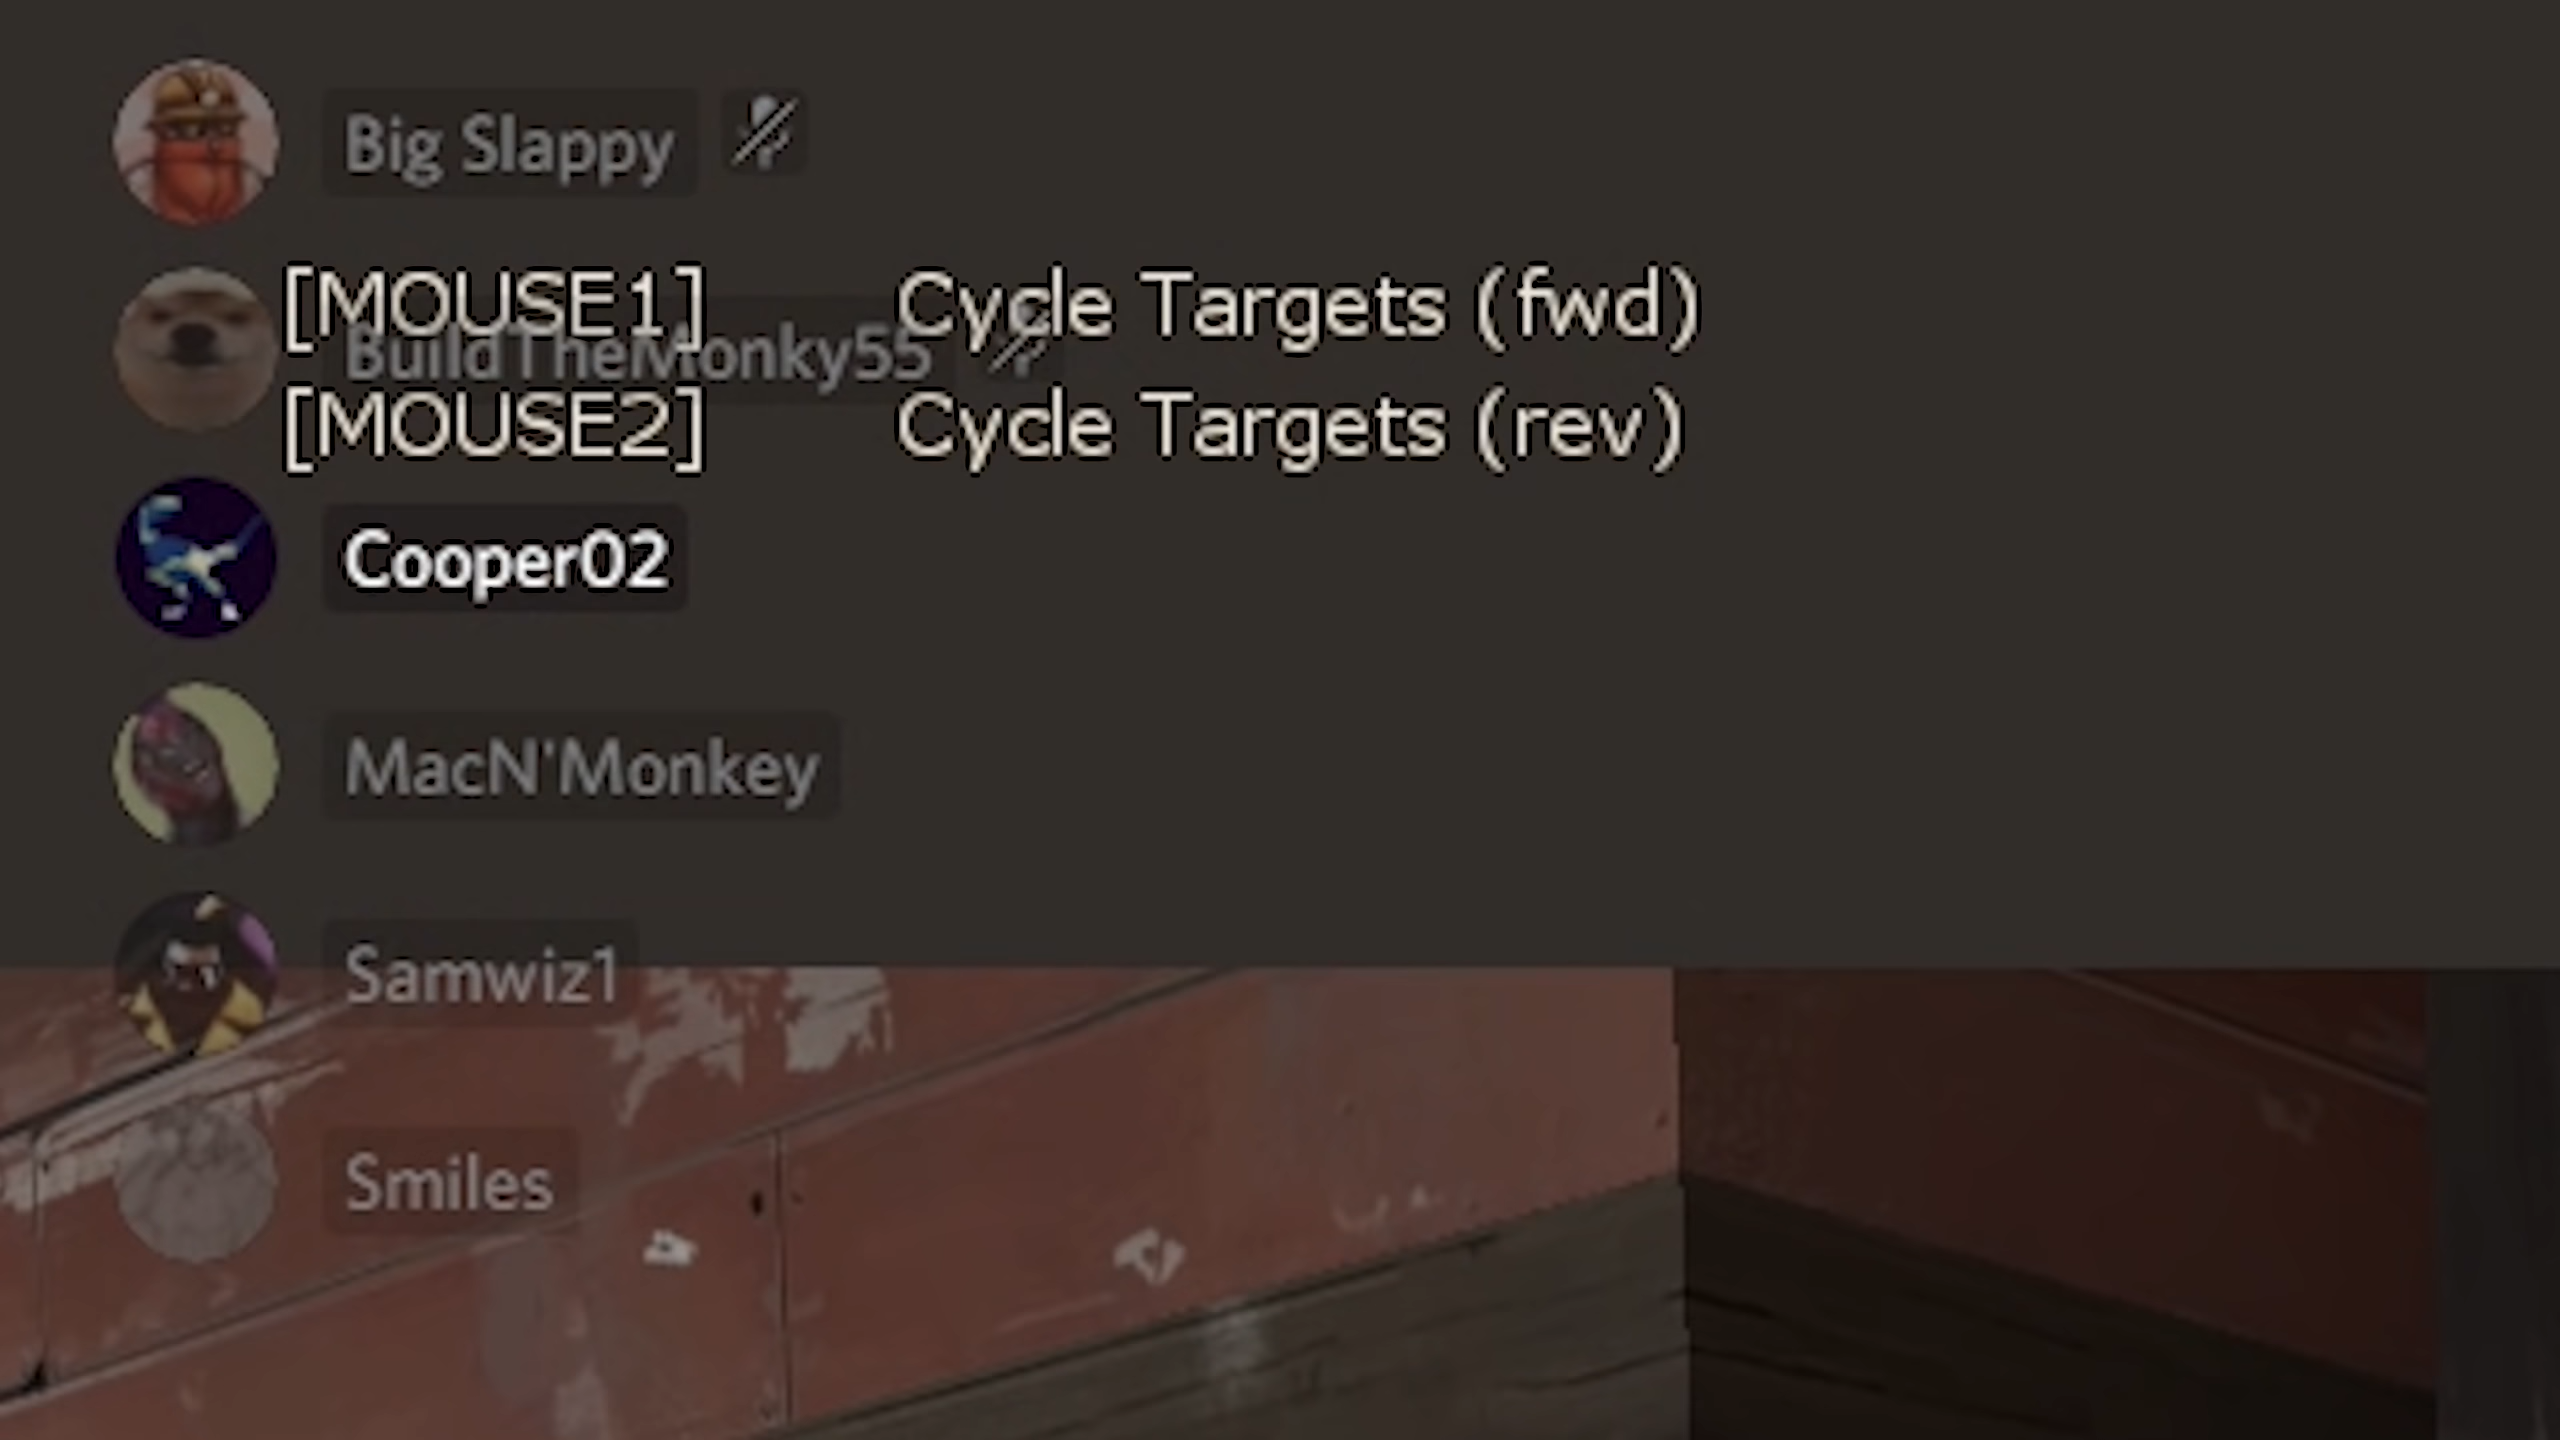 Big Slappy
[MOUSE1] Cycle Targets (fwd)
BuildTheMonky55
[MOUSE2] Cycle Targets (rev)
Cooper02
MacN'Monkey
Samwiz1
Smiles